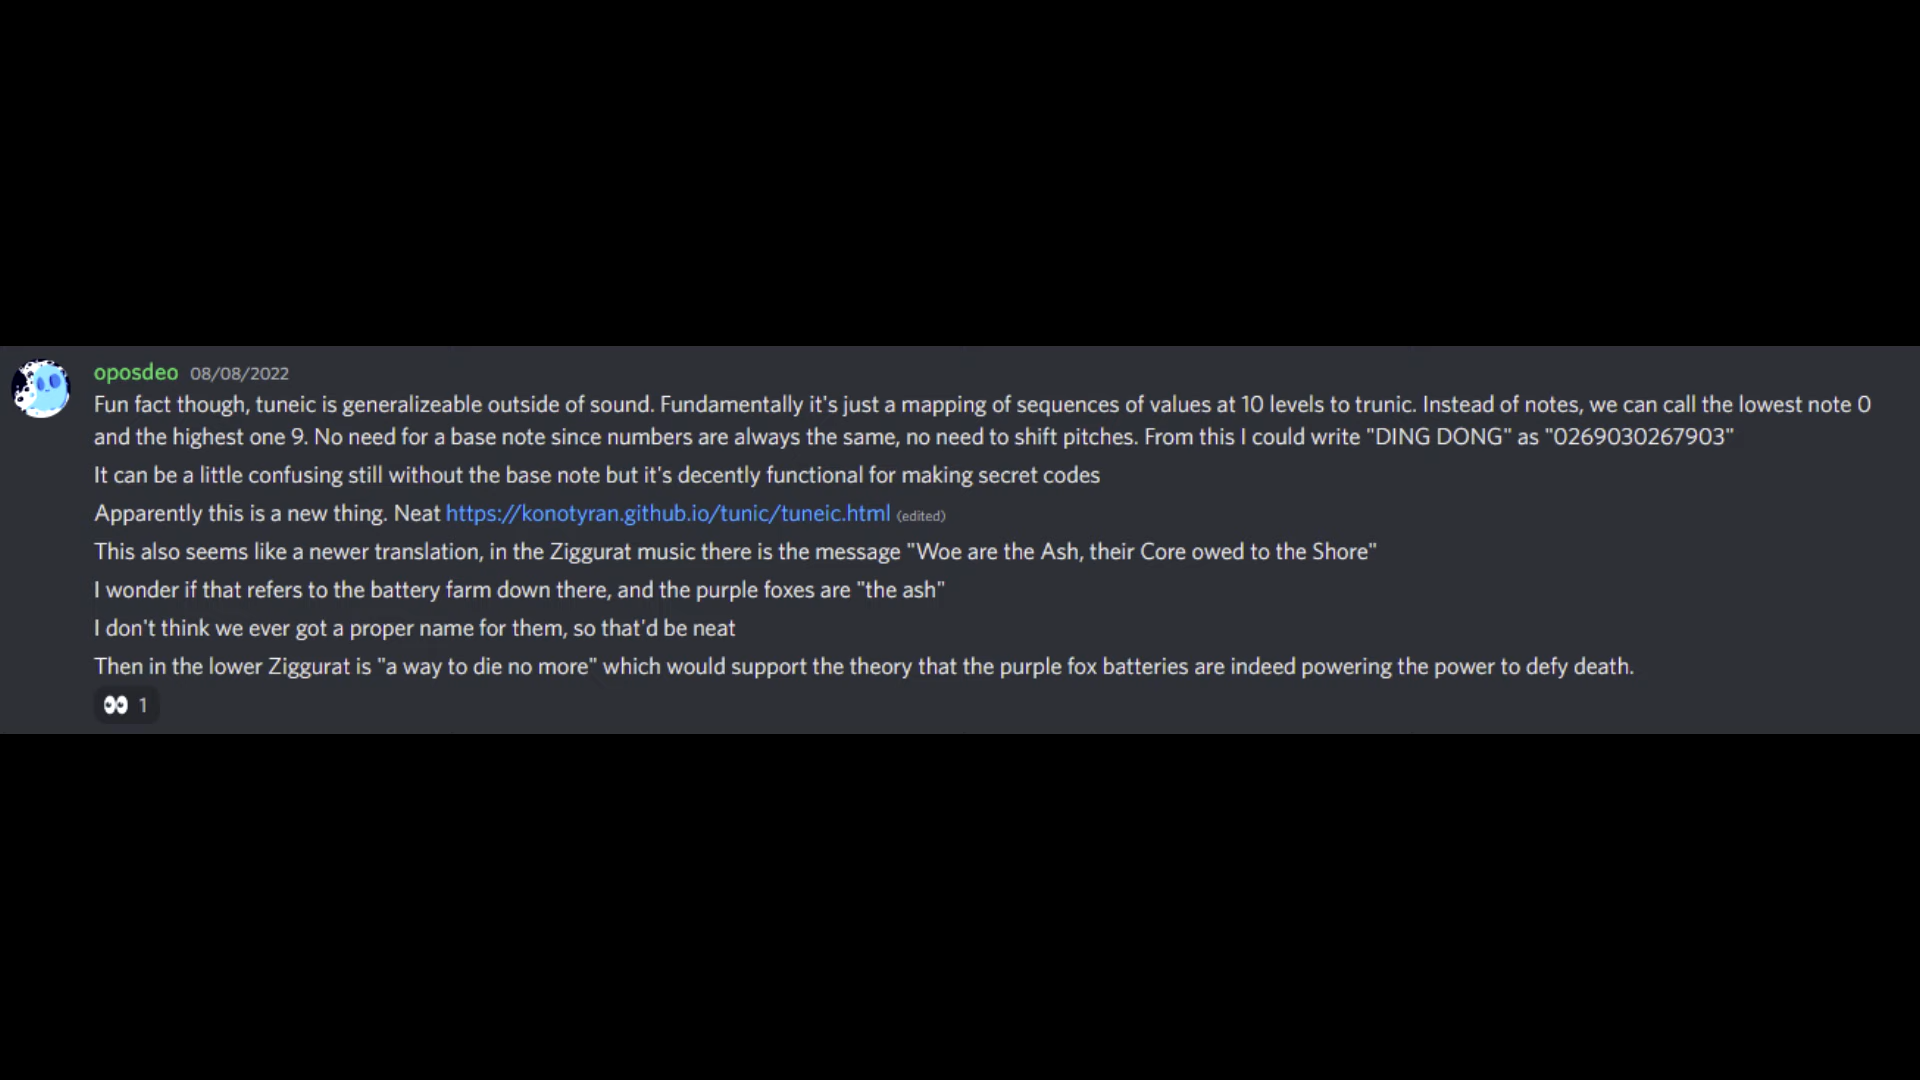 oposdeo 08/08/2022
Fun fact though, tuneic is generalizeable outside of sound. Fundamentally it's just a mapping of sequences of values at 10 levels to trunic. Instead of notes, we can call the lowest note 0
and the highest one 9. No need for a base note since numbers are always the same, no need to shift pitches. From this I could write "DING DONG" as "0269030267903"
It can be a little confusing still without the base note but it's decently functional for making secret codes
Apparently this is a new thing. Neat https://konotyran.github.io/tunic/tuneic.html (edited)
This also seems like a newer translation, in the Ziggurat music there is the message "Woe are the Ash, their Core owed to the Shore"
I wonder if that refers to the battery farm down there, and the purple foxes are "the ash"
I don't think we ever got a proper name for them, so that'd be neat
Then in the lower Ziggurat is "a way to die no more" which would support the theory that the purple fox batteries are indeed powering the power to defy death.
👀 1